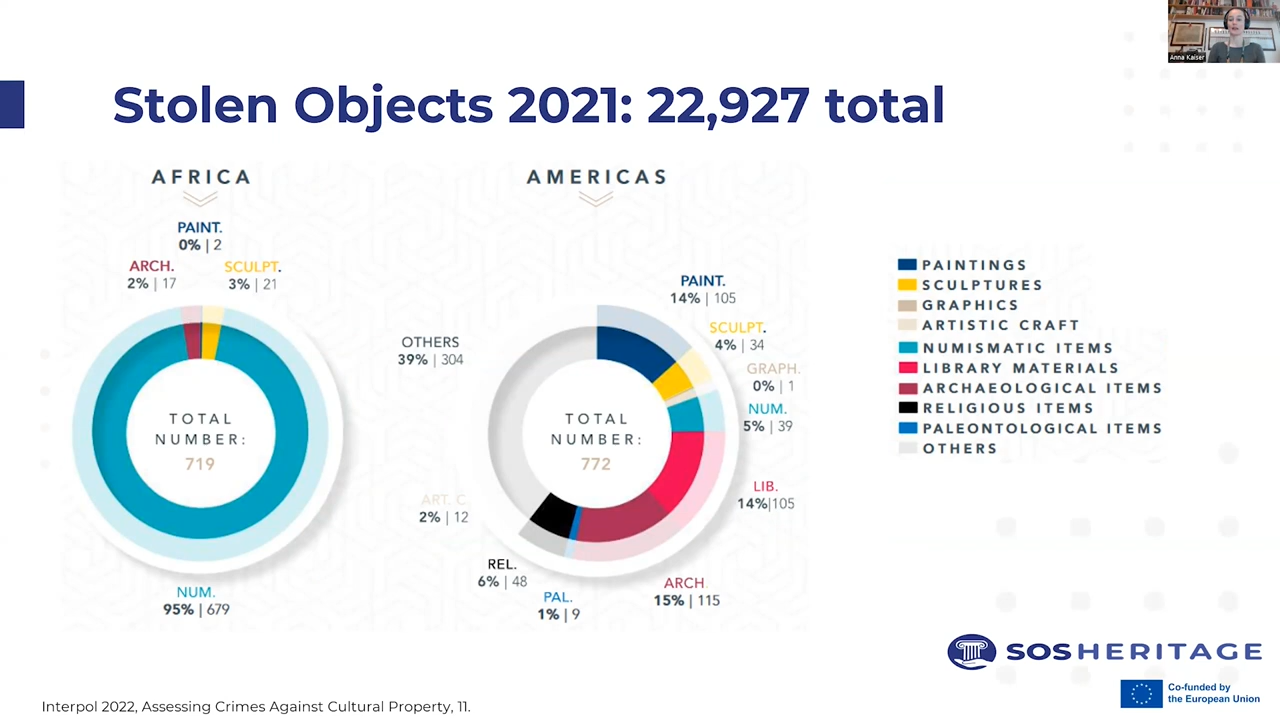 Anna Kaiser
Stolen Objects 2021: 22,927 total
AFRICA
PAINT.
0% | 2
ARCH.
2% | 17
SCULPT.
3% | 21
TOTAL
NUMBER:
719
NUM.
95% | 679
AMERICAS
PAINT.
14% | 105
SCULPT.
4% | 34
GRAPH.
0% | 1
NUM.
5% | 39
LIB.
14%|105
ARCH.
15% | 115
PAL.
1% | 9
REL.
6% | 48
ART. C.
2% | 12
OTHERS
39% | 304
TOTAL
NUMBER:
772
PAINTINGS
SCULPTURES
GRAPHICS
ARTISTIC CRAFT
NUMISMATIC ITEMS
LIBRARY MATERIALS
ARCHAEOLOGICAL ITEMS
RELIGIOUS ITEMS
PALEONTOLOGICAL ITEMS
OTHERS
SOSHERITAGE
Co-funded by
the European Union
Interpol 2022, Assessing Crimes Against Cultural Property, 11.